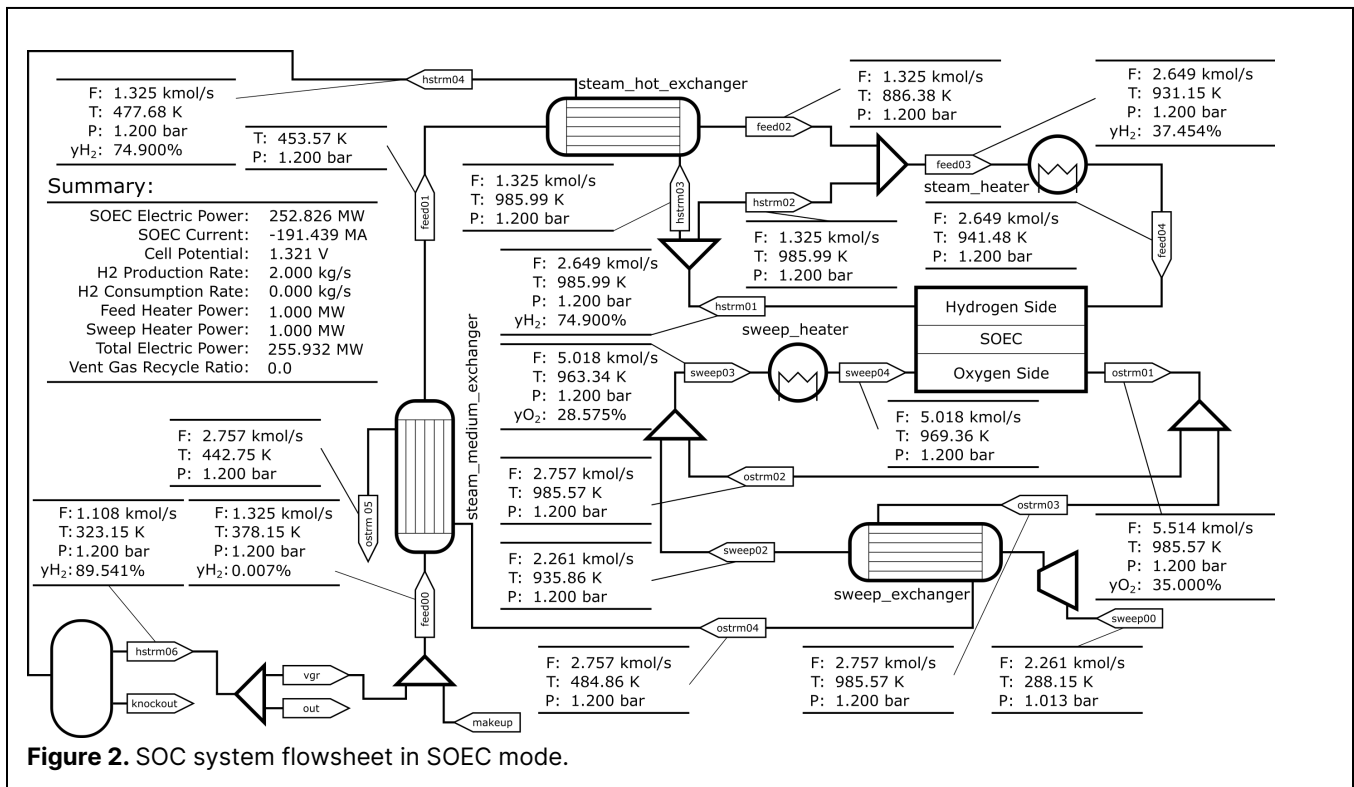 hstrm04
steam_hot_exchanger
F: 1.325 kmol/s
T: 477.68 K
P: 1.200 bar
yH₂: 74.900%
T: 453.57 K
P: 1.200 bar
feed01
F: 1.325 kmol/s
T: 985.99 K
P: 1.200 bar
hstrm03
feed02
F: 1.325 kmol/s
T: 886.38 K
P: 1.200 bar
F: 2.649 kmol/s
T: 931.15 K
P: 1.200 bar
yH₂: 37.454%
feed03
steam_heater
hstrm02
F: 1.325 kmol/s
T: 985.99 K
P: 1.200 bar
F: 2.649 kmol/s
T: 941.48 K
P: 1.200 bar
feed04
Summary:
SOEC Electric Power: 252.826 MW
SOEC Current: -191.439 MA
Cell Potential: 1.321 V
H2 Production Rate: 2.000 kg/s
H2 Consumption Rate: 0.000 kg/s
Feed Heater Power: 1.000 MW
Sweep Heater Power: 1.000 MW
Total Electric Power: 255.932 MW
Vent Gas Recycle Ratio: 0.0
F: 2.649 kmol/s
T: 985.99 K
P: 1.200 bar
yH₂: 74.900%
hstrm01
Hydrogen Side
SOEC
Oxygen Side
sweep_heater
F: 5.018 kmol/s
T: 963.34 K
P: 1.200 bar
yO₂: 28.575%
sweep03
sweep04
ostrm01
F: 5.018 kmol/s
T: 969.36 K
P: 1.200 bar
steam_medium_exchanger
F: 2.757 kmol/s
T: 442.75 K
P: 1.200 bar
ostrm 05
F: 2.757 kmol/s
T: 985.57 K
P: 1.200 bar
ostrm02
ostrm03
F: 1.108 kmol/s
T: 323.15 K
P: 1.200 bar
yH₂: 89.541%
F: 1.325 kmol/s
T: 378.15 K
P: 1.200 bar
yH₂: 0.007%
feed00
F: 2.261 kmol/s
T: 935.86 K
P: 1.200 bar
sweep02
sweep_exchanger
F: 5.514 kmol/s
T: 985.57 K
P: 1.200 bar
yO₂: 35.000%
sweep00
ostrm04
F: 2.757 kmol/s
T: 484.86 K
P: 1.200 bar
F: 2.757 kmol/s
T: 985.57 K
P: 1.200 bar
F: 2.261 kmol/s
T: 288.15 K
P: 1.013 bar
hstrm06
vgr
knockout
out
makeup
Figure 2. SOC system flowsheet in SOEC mode.